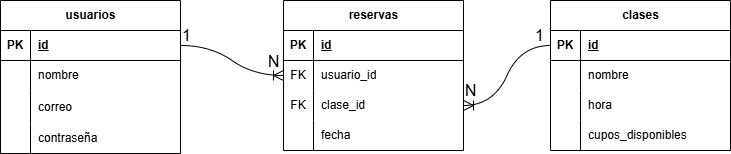 usuarios
PK id
nombre
correo
contraseña
1
N
reservas
PK id
FK usuario_id
FK clase_id
fecha
1
N
clases
PK id
nombre
hora
cupos_disponibles